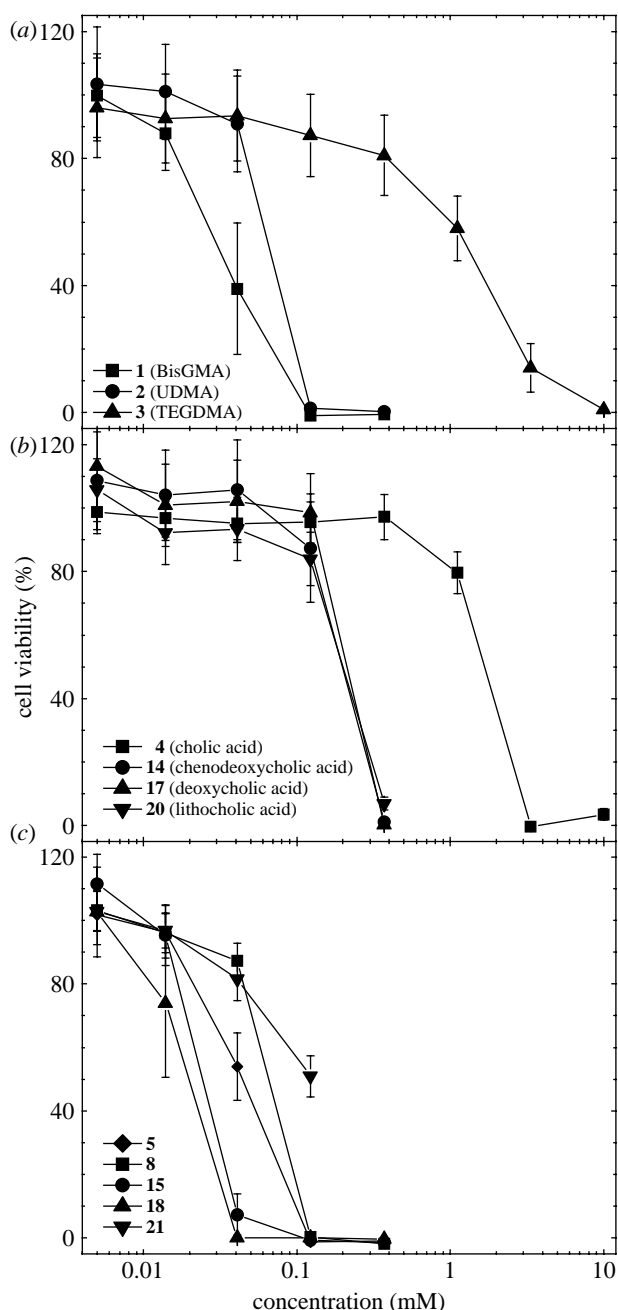 (a)
120
80
40
0
1 (BisGMA)
2 (UDMA)
3 (TEGDMA)
(b)
120
80
40
0
cell viability (%)
4 (cholic acid)
14 (chenodeoxycholic acid)
17 (deoxycholic acid)
20 (lithocholic acid)
(c)
120
80
40
0
5
8
15
18
21
0.01 0.1 1 10
concentration (mM)